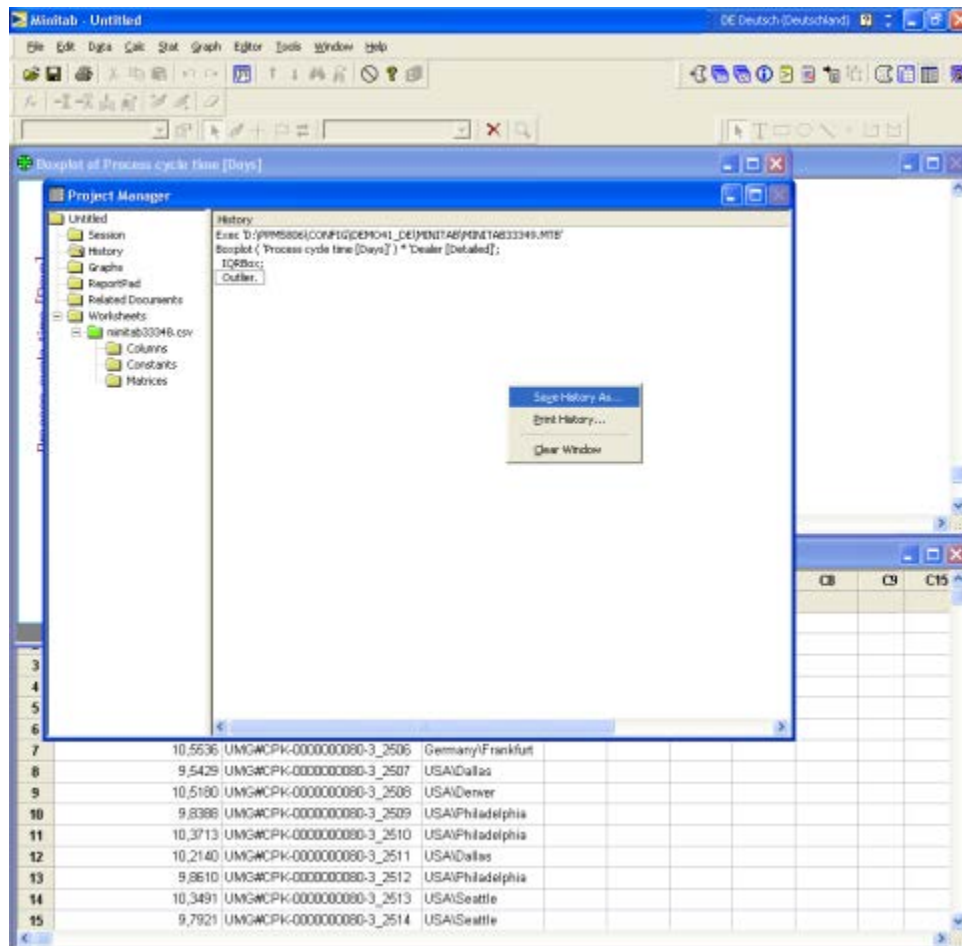 Minitab - Untitled
DE Deutsch (Deutschland)
File Edit Data Calc Stat Graph Editor Tools Window Help
Boxplot of Process cycle time [Days]
Project Manager
Untitled
Session
History
Graphs
ReportPad
Related Documents
Worksheets
minitab33348.csv
Columns
Constants
Matrices
History
Exec 'D:\PPM5806\CONFIG\DEMO41_DE\MINITAB\MINITAB33349.MTB'
Boxplot ( 'Process cycle time [Days]' ) * 'Dealer [Detailed]';
IQRBox;
Outlier.
Save History As...
Print History...
Clear Window
C8 C9 C15
3
4
5
6
7 10,5536 UMG#CPK-0000000080-3_2506 Germany\Frankfurt
8 9,5429 UMG#CPK-0000000080-3_2507 USA\Dallas
9 10,5180 UMG#CPK-0000000080-3_2508 USA\Denver
10 9,8388 UMG#CPK-0000000080-3_2509 USA\Philadelphia
11 10,3713 UMG#CPK-0000000080-3_2510 USA\Philadelphia
12 10,2140 UMG#CPK-0000000080-3_2511 USA\Dallas
13 9,8610 UMG#CPK-0000000080-3_2512 USA\Philadelphia
14 10,3491 UMG#CPK-0000000080-3_2513 USA\Seattle
15 9,7921 UMG#CPK-0000000080-3_2514 USA\Seattle